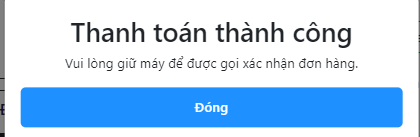 Thanh toán thành công
Vui lòng giữ máy để được gọi xác nhận đơn hàng.
Đóng